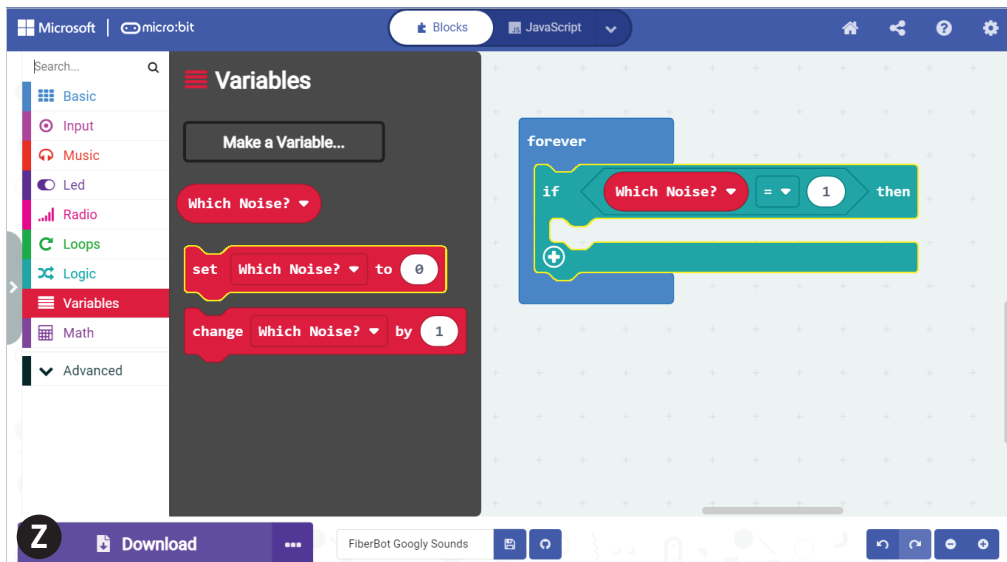 Microsoft micro:bit Blocks JavaScript
Search...
Basic
Input
Music
Led
Radio
Loops
Logic
Variables
Math
Advanced
Variables
Make a Variable...
Which Noise?
set Which Noise? to 0
change Which Noise? by 1
forever
if Which Noise? = 1 then
Z Download FiberBot Googly Sounds